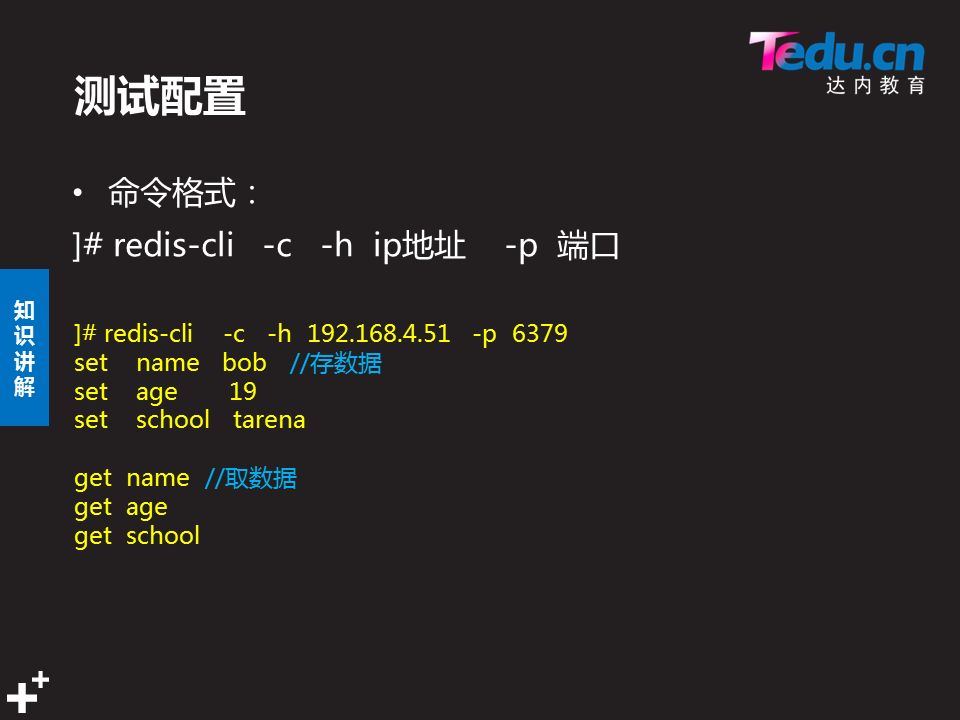 Tedu.cn
达内教育
测试配置
• 命令格式：
]# redis-cli -c -h ip地址 -p 端口
知识讲解
]# redis-cli -c -h 192.168.4.51 -p 6379
set name bob //存数据
set age 19
set school tarena
get name //取数据
get age
get school